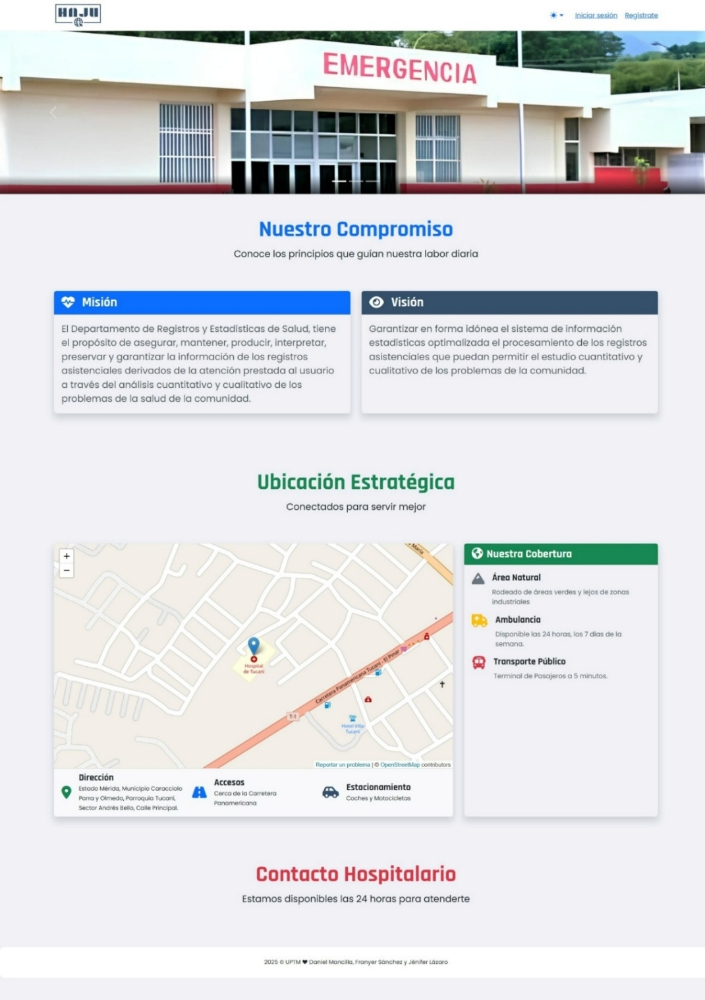 HNJU
Iniciar sesión
Registrate
EMERGENCIA
Nuestro Compromiso
Conoce los principios que guían nuestra labor diaria
Misión
El Departamento de Registros y Estadísticas de Salud, tiene
el propósito de asegurar, mantener, producir, interpretar,
preservar y garantizar la información de los registros
asistenciales derivados de la atención prestada al usuario
a través del análisis cuantitativo y cualitativo de los
problemas de la salud de la comunidad.
Visión
Garantizar en forma idónea el sistema de información
estadísticas optimalizada el procesamiento de los registros
asistenciales que puedan permitir el estudio cuantitativo y
cualitativo de los problemas de la comunidad.
Ubicación Estratégica
Conectados para servir mejor
+
−
María
Hospital
de Tucaní
Carretera Panamericana Tucaní - El Pinar
T-1
Hotel Villa
Tucaní
Reportar un problema | © OpenStreetMap contributors
Dirección
Estado Mérida, Municipio Caracciolo
Parra y Olmedo, Parroquia Tucaní,
Sector Andrés Bello, Calle Principal.
Accesos
Cerca de la Carretera
Panamericana
Estacionamiento
Coches y Motocicletas
Nuestra Cobertura
Área Natural
Rodeado de áreas verdes y lejos de zonas
industriales
Ambulancia
Disponible las 24 horas, los 7 días de la
semana.
Transporte Público
Terminal de Pasajeros a 5 minutos.
Contacto Hospitalario
Estamos disponibles las 24 horas para atenderte
2025 © UPTM ♥ Daniel Mancilla, Franyer Sánchez y Jénifer Lázaro